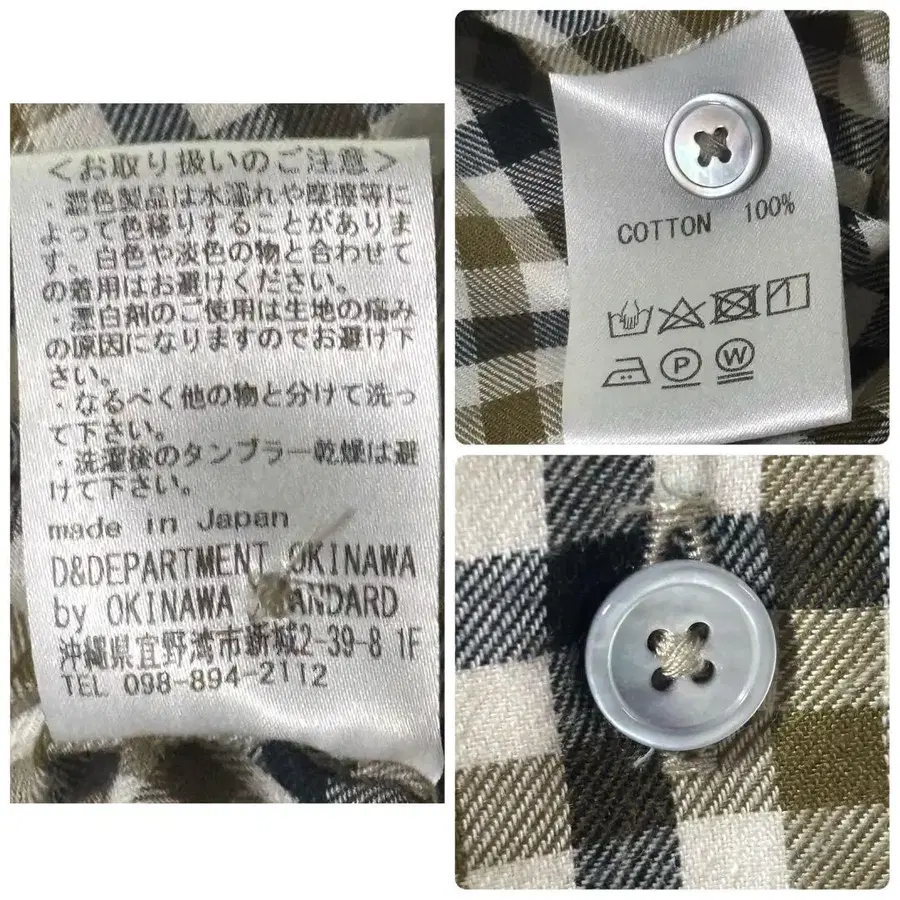 <お取り扱いのご注意>
・濃色製品は水濡れや摩擦等に
よって色移りすることがありま
す。白色や淡色の物と合わせて
の着用はお避けください。
・漂白剤のご使用は生地の痛み
の原因になりますのでお避け下
さい。
・なるべく他の物と分けて洗っ
て下さい。
・洗濯後のタンブラー乾燥は避
けて下さい。
made in Japan
D&DEPARTMENT OKINAWA
by OKINAWA STANDARD
沖縄県宜野湾市新城2-39-8 1F
TEL 098-894-2112
COTTON 100%
P W